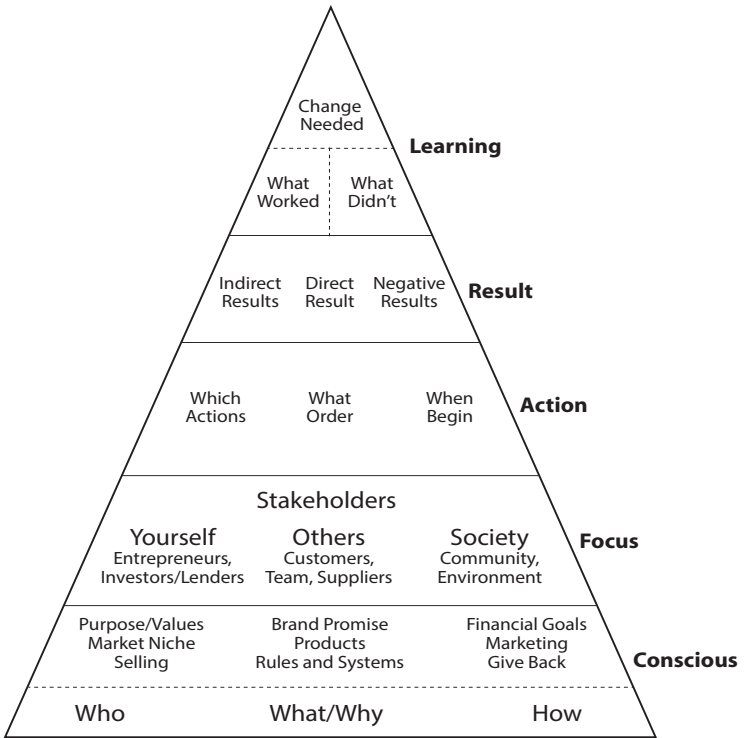 Change
Needed
Learning
What
Worked
What
Didn't
Indirect
Results
Direct
Result
Negative
Results
Result
Which
Actions
What
Order
When
Begin
Action
Stakeholders
Yourself
Entrepreneurs,
Investors/Lenders
Others
Customers,
Team, Suppliers
Society
Community,
Environment
Focus
Purpose/Values
Market Niche
Selling
Brand Promise
Products
Rules and Systems
Financial Goals
Marketing
Give Back
Conscious
Who
What/Why
How